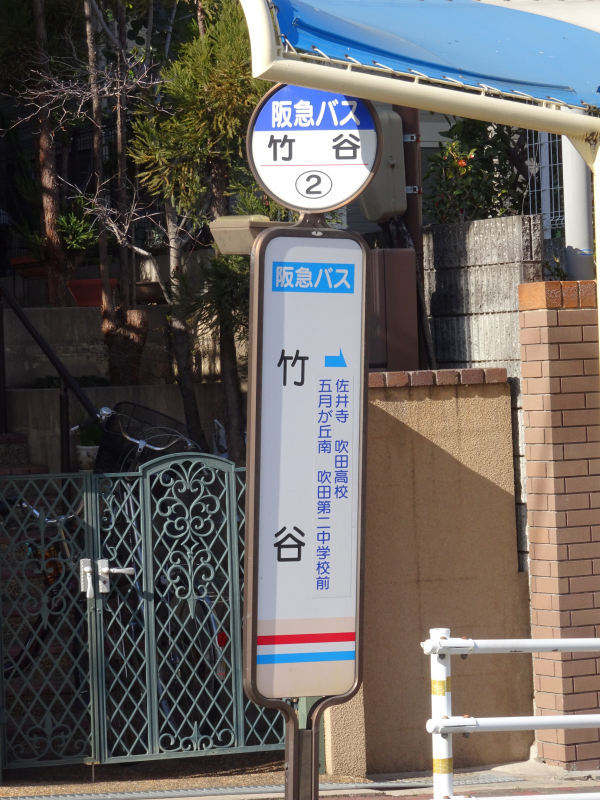 阪急バス
竹谷
②
阪急バス
竹谷
佐井寺 吹田高校
五月が丘南 吹田第二中学校前